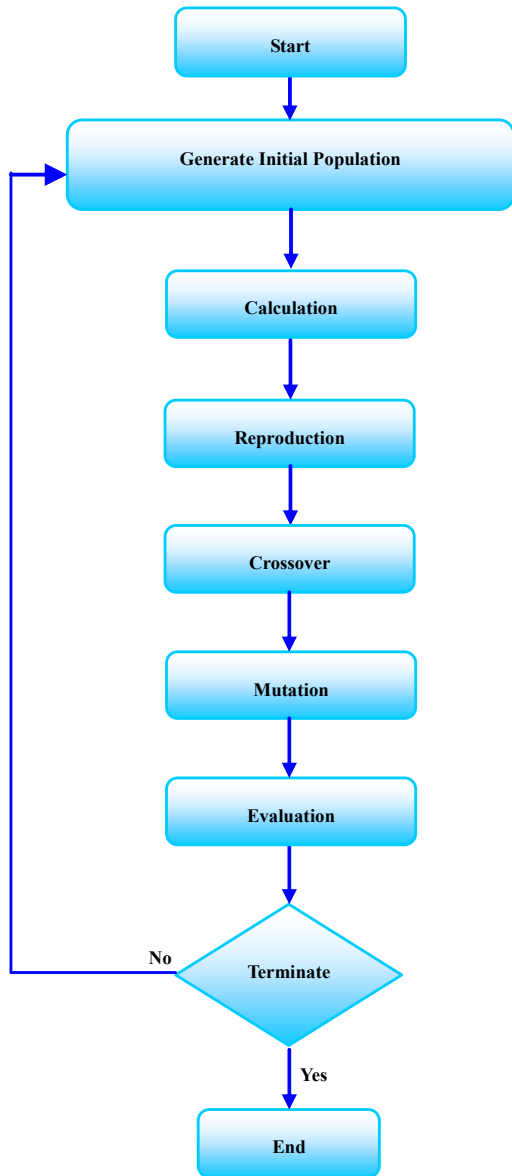 Start
Generate Initial Population
Calculation
Reproduction
Crossover
Mutation
Evaluation
No
Terminate
Yes
End